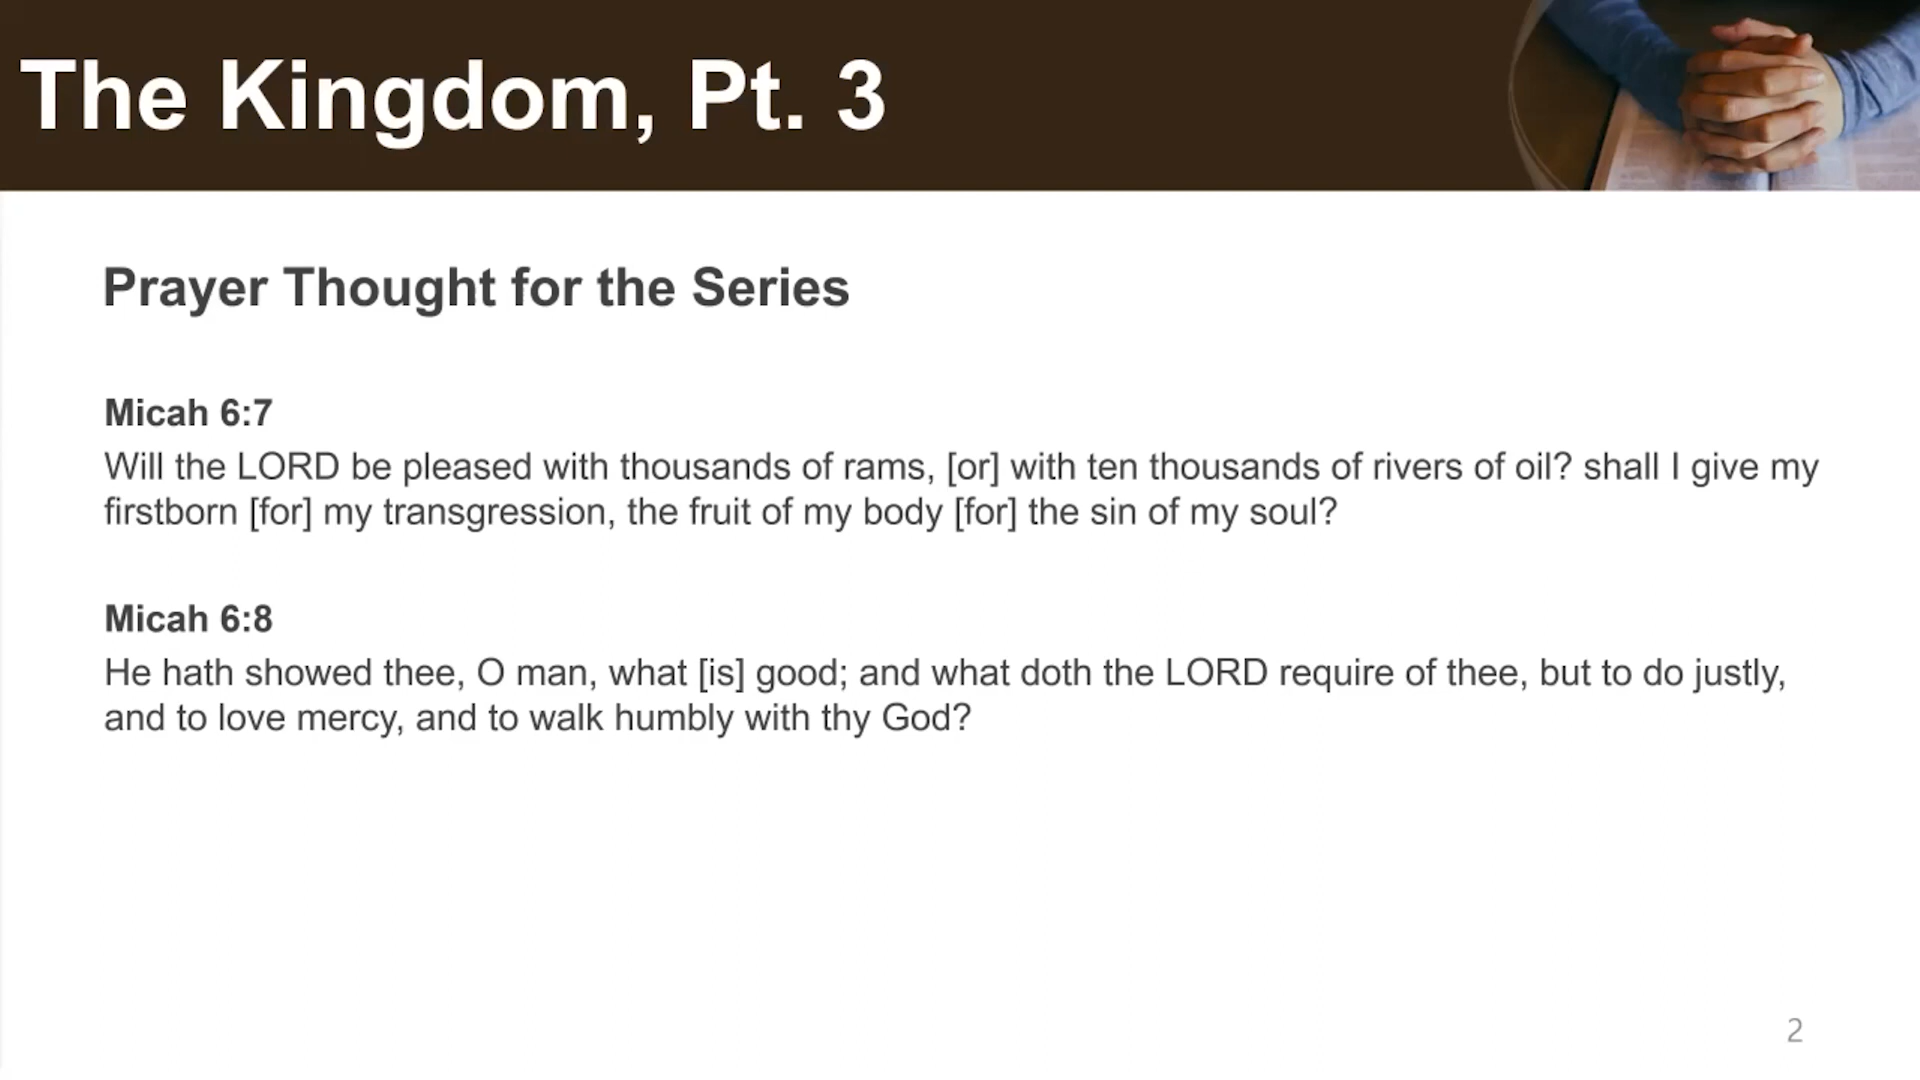 The Kingdom, Pt. 3
Prayer Thought for the Series
Micah 6:7
Will the LORD be pleased with thousands of rams, [or] with ten thousands of rivers of oil? shall I give my
firstborn [for] my transgression, the fruit of my body [for] the sin of my soul?
Micah 6:8
He hath showed thee, O man, what [is] good; and what doth the LORD require of thee, but to do justly,
and to love mercy, and to walk humbly with thy God?
2